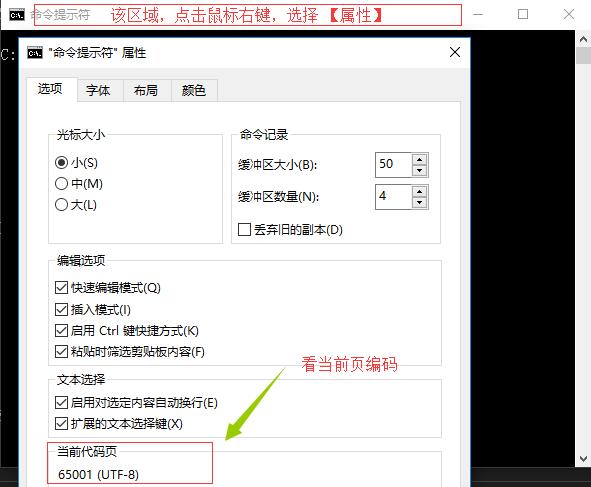 命令提示符 该区域，点击鼠标右键，选择 【属性】
C:
"命令提示符" 属性
选项 字体 布局 颜色
光标大小
小(S)
中(M)
大(L)
命令记录
缓冲区大小(B): 50
缓冲区数量(N): 4
丢弃旧的副本(D)
编辑选项
快速编辑模式(Q)
插入模式(I)
启用 Ctrl 键快捷方式(K)
粘贴时筛选剪贴板内容(F)
看当前页编码
文本选择
启用对选定内容自动换行(E)
扩展的文本选择键(X)
当前代码页
65001 (UTF-8)